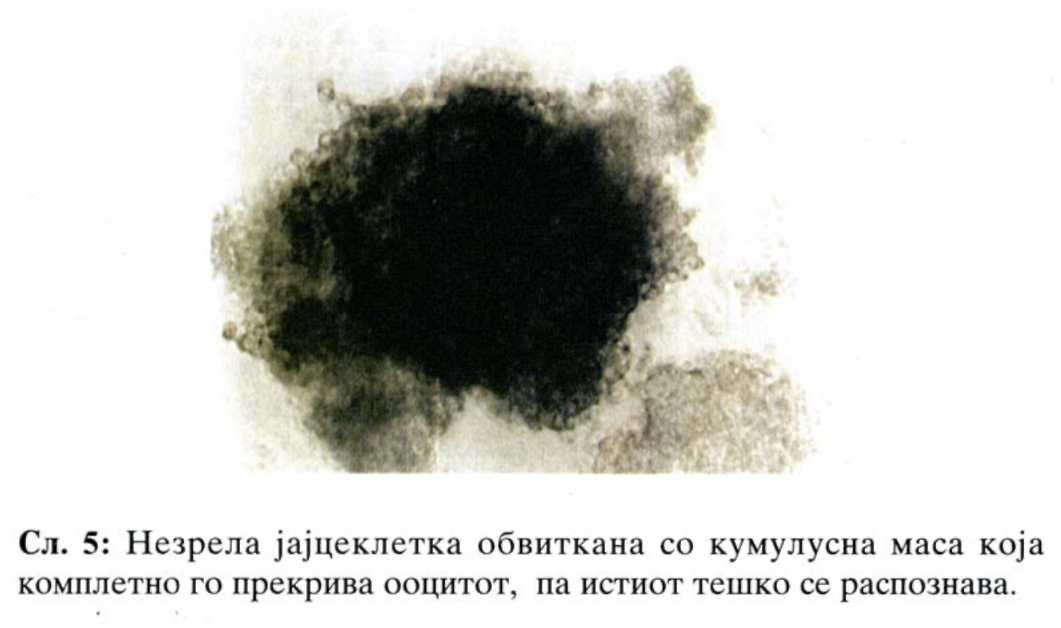 Сл. 5: Незрела јајцеклетка обвиткана со кумулусна маса која
комплетно го прекрива ооцитот, па истиот тешко се распознава.